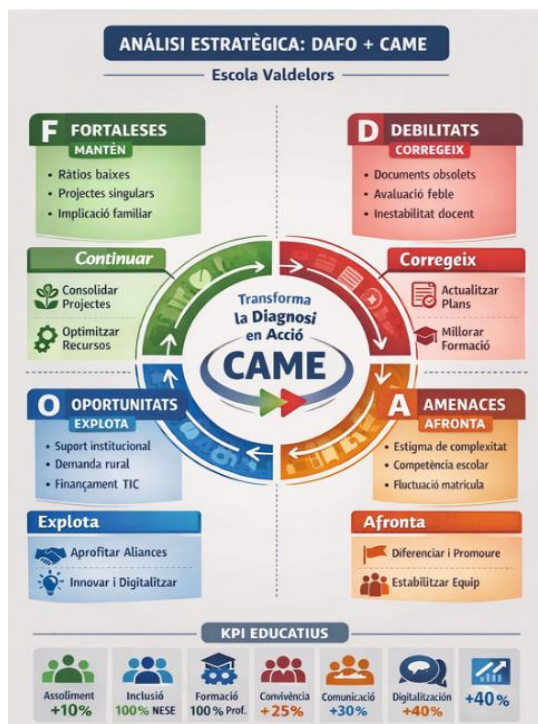 ANÁLISI ESTRATÈGICA: DAFO + CAME
Escola Valdelors
F FORTALESES
MANTÈN
• Ràtios baixes
• Projectes singulars
• Implicació familiar
D DEBILITATS
CORREGEIX
• Documents obsolets
• Avaluació feble
• Inestabilitat docent
Continuar
Consolidar
Projectes
Optimitzar
Recursos
Transforma
la Diagnosi
en Acció
CAME
Corregeix
Actualitzar
Plans
Millorar
Formació
O OPORTUNITATS
EXPLOTA
• Suport institucional
• Demanda rural
• Finançament TIC
A AMENACES
AFRONTA
• Estigma de complexitat
• Competència escolar
• Fluctuació matricula
Explota
Aprofitar Aliances
Innovar i Digitalitzar
Afronta
Diferenciar i Promoure
Estabilitzar Equip
KPI EDUCATIUS
Assoliment
+10%
Inclusió
100% NESE
Formació
100% Prof.
Convivència
+25%
Comunicació
+30%
Digitalización
+40%
+40%